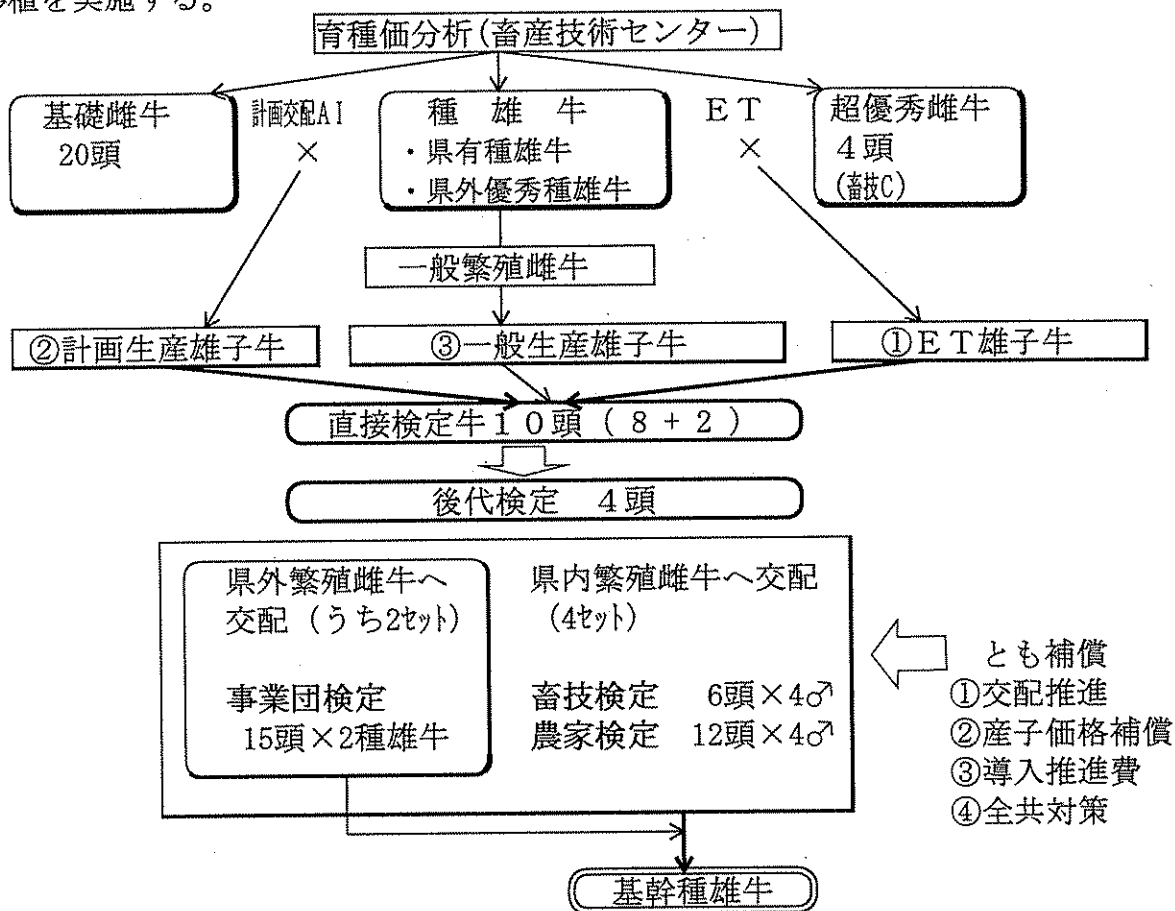 移植を実施する。
育種価分析(畜産技術センター)
基礎雌牛
20頭
計画交配AI
×
種 雄 牛
・県有種雄牛
・県外優秀種雄牛
ET
×
超優秀雌牛
4頭
(畜技C)
一般繁殖雌牛
②計画生産雄子牛
③一般生産雄子牛
①ET雄子牛
直接検定牛10頭(8+2)
後代検定 4頭
県外繁殖雌牛へ
交配(うち2セット)
事業団検定
15頭×2種雄牛
県内繁殖雌牛へ交配
(4セット)
畜技検定 6頭×4♂
農家検定 12頭×4♂
とも補償
①交配推進
②産子価格補償
③導入推進費
④全共対策
基幹種雄牛